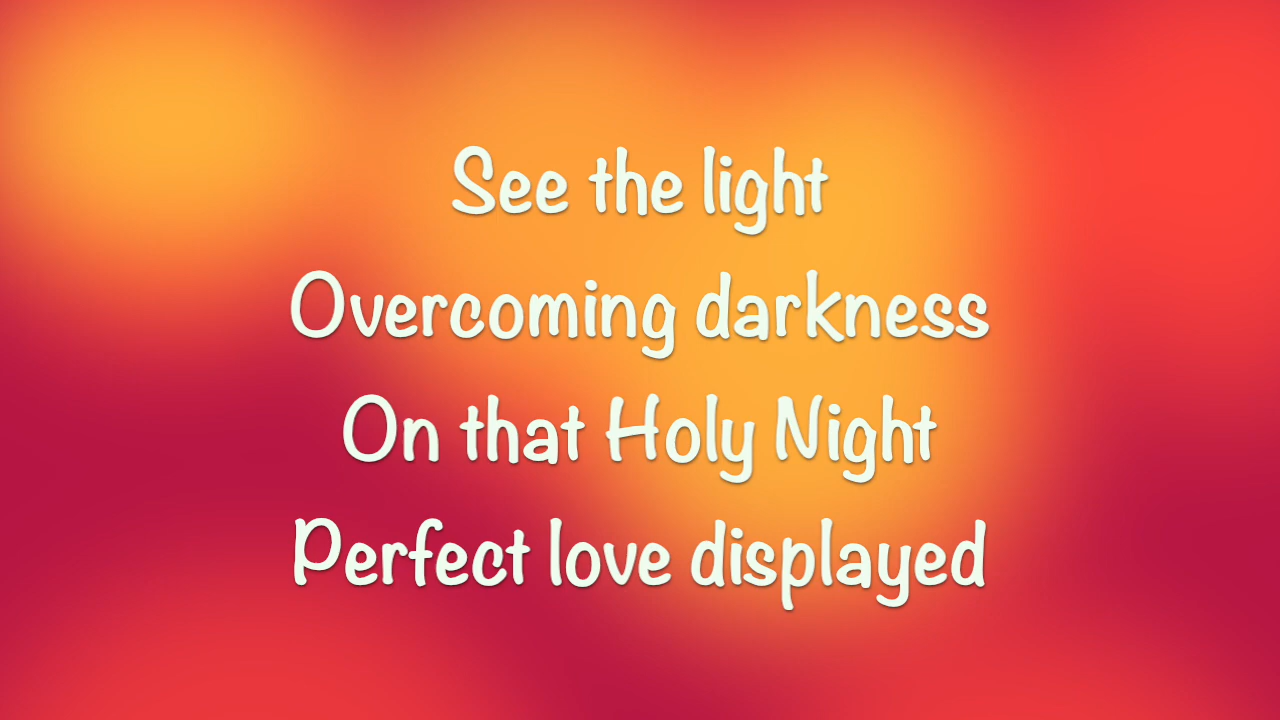 See the light
Overcoming darkness
On that Holy Night
Perfect love displayed